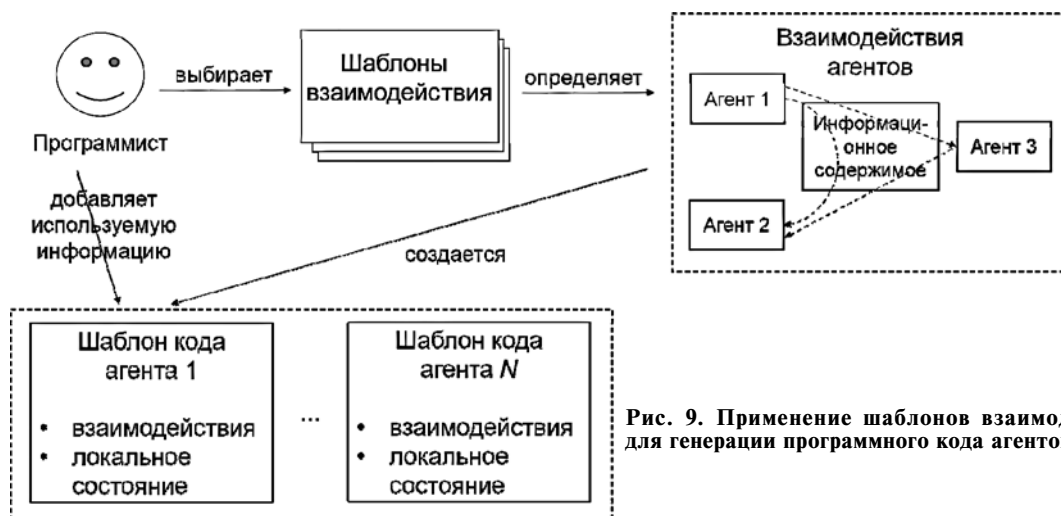 Программист
выбирает
Шаблоны
взаимодействия
определяет
Взаимодействия
агентов
Агент 1
Информаци-
онное
содержимое
Агент 3
Агент 2
добавляет
используемую
информацию
создается
Шаблон кода
агента 1
• взаимодействия
• локальное
состояние
...
Шаблон кода
агента N
• взаимодействия
• локальное
состояние
Рис. 9. Применение шаблонов взаимо
для генерации программного кода агенто